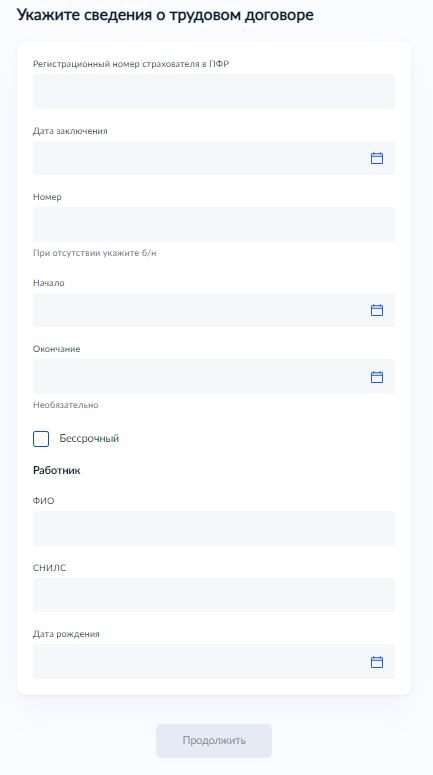 Укажите сведения о трудовом договоре
Регистрационный номер страхователя в ПФР
Дата заключения
Номер
При отсутствии укажите б/н
Начало
Окончание
Необязательно
Бессрочный
Работник
ФИО
СНИЛС
Дата рождения
Продолжить